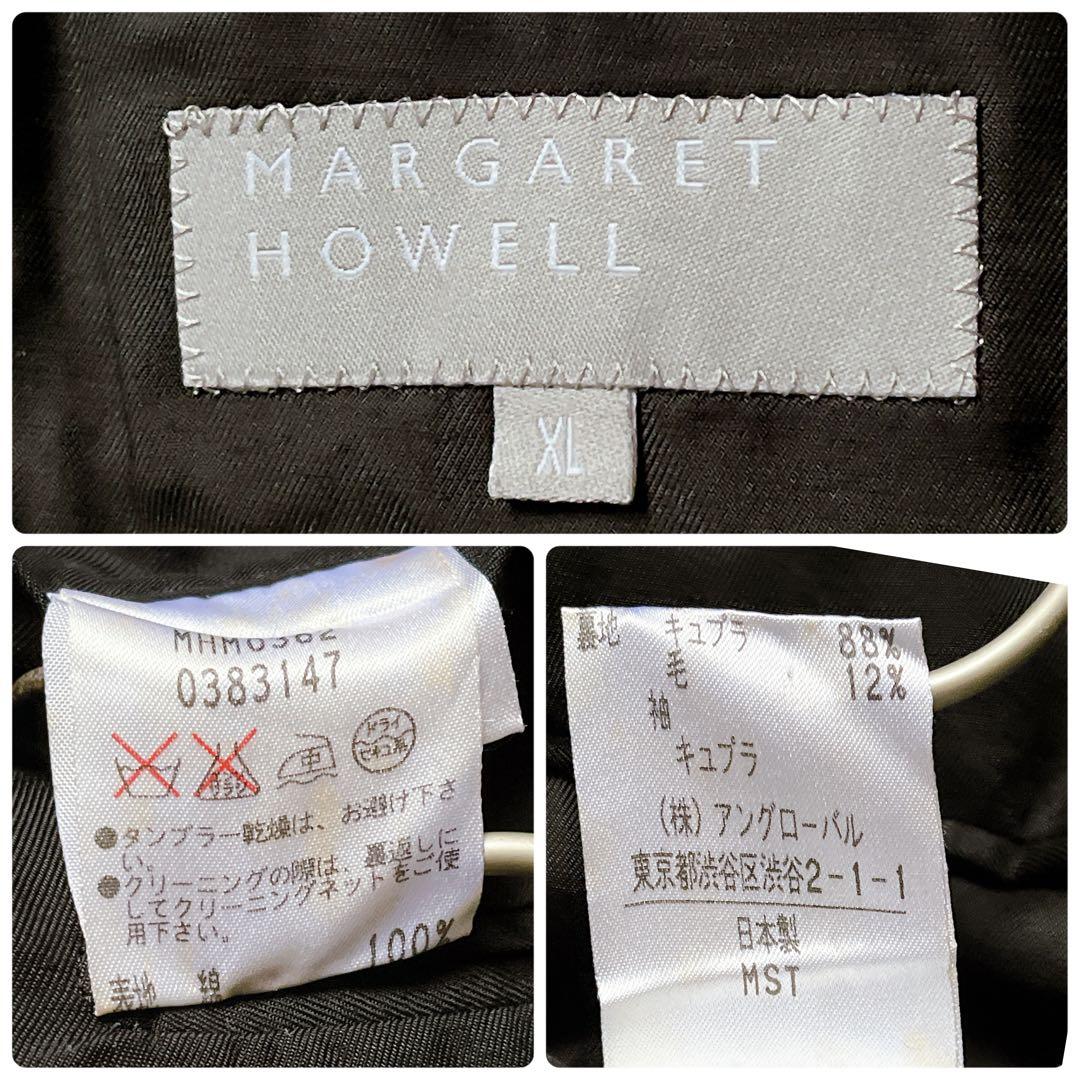 MARGARET
HOWELL
XL
0383147
ドライ
セキユ系
中
●タンブラー乾燥は、お避け下さ
い。
●クリーニングの際は、裏返しに
してクリーニングネットをご使
用下さい。
表地 綿 100%
裏地 キュプラ 88%
毛 12%
袖
キュプラ
(株)アングローバル
東京都渋谷区渋谷2-1-1
日本製
MST